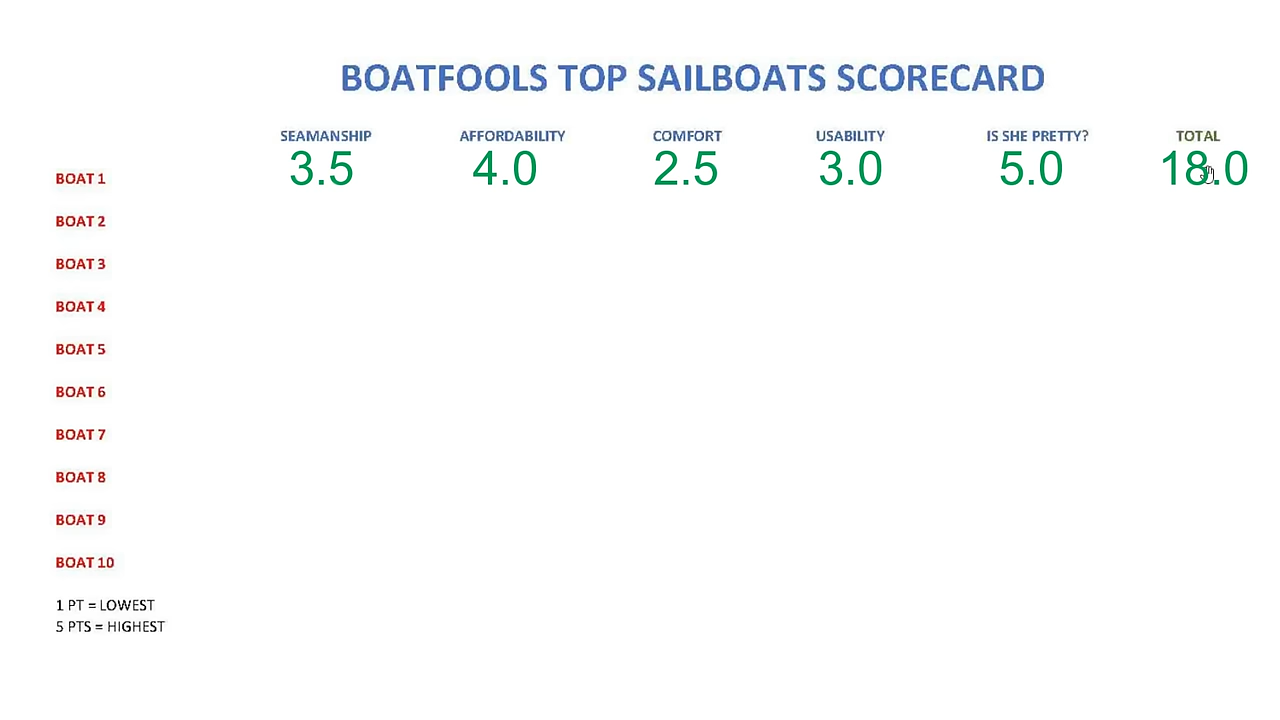 BOATFOOLS TOP SAILBOATS SCORECARD
SEAMANSHIP AFFORDABILITY COMFORT USABILITY IS SHE PRETTY? TOTAL
BOAT 1 3.5 4.0 2.5 3.0 5.0 18.0
BOAT 2
BOAT 3
BOAT 4
BOAT 5
BOAT 6
BOAT 7
BOAT 8
BOAT 9
BOAT 10
1 PT = LOWEST
5 PTS = HIGHEST